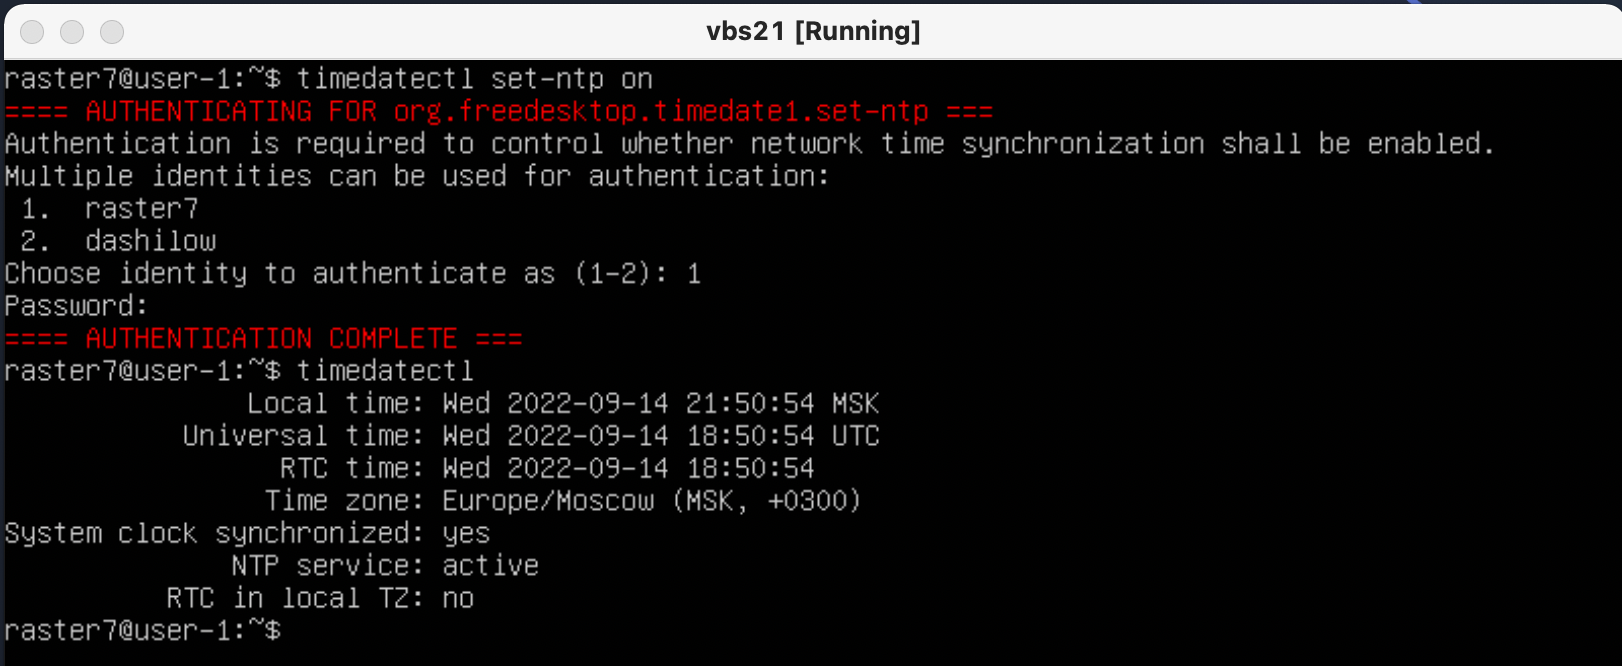 vbs21 [Running]
raster7@user-1:~$ timedatectl set-ntp on
==== AUTHENTICATING FOR org.freedesktop.timedate1.set-ntp ===
Authentication is required to control whether network time synchronization shall be enabled.
Multiple identities can be used for authentication:
 1.  raster7
 2.  dashilow
Choose identity to authenticate as (1-2): 1
Password:
==== AUTHENTICATION COMPLETE ===
raster7@user-1:~$ timedatectl
               Local time: Wed 2022-09-14 21:50:54 MSK
           Universal time: Wed 2022-09-14 18:50:54 UTC
                 RTC time: Wed 2022-09-14 18:50:54
                Time zone: Europe/Moscow (MSK, +0300)
System clock synchronized: yes
              NTP service: active
          RTC in local TZ: no
raster7@user-1:~$